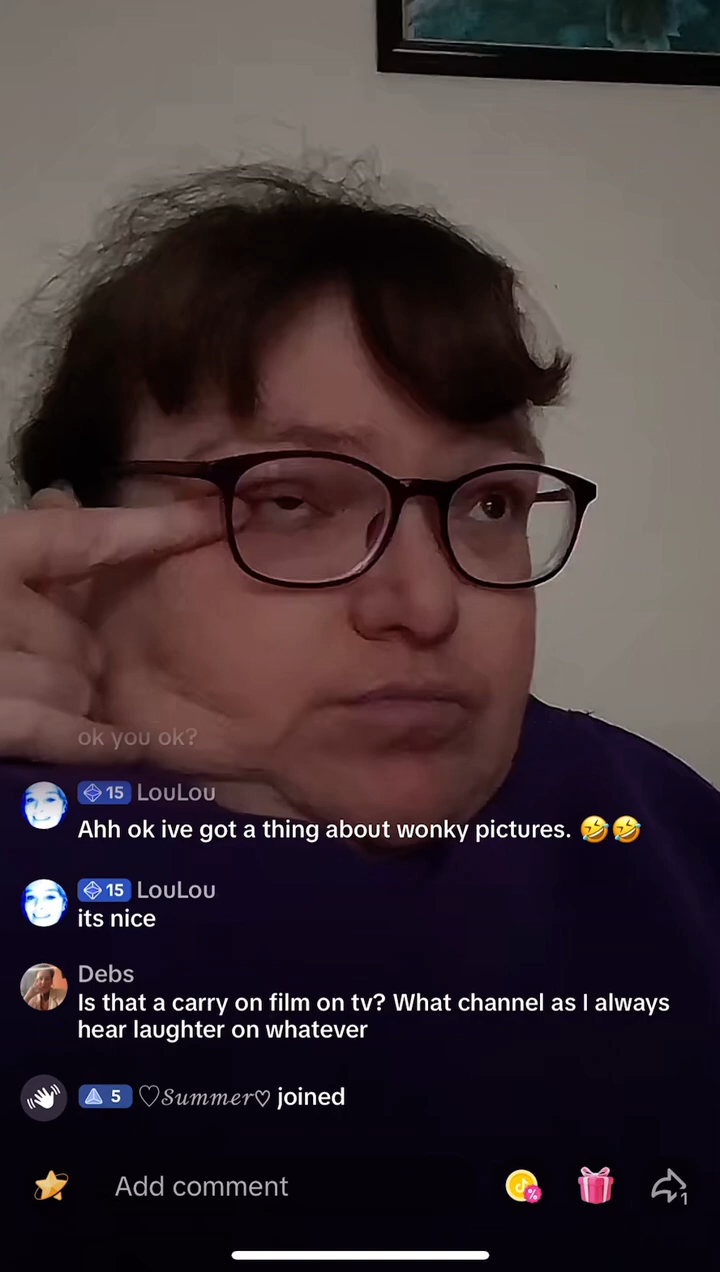 ok you ok?
15 LouLou
Ahh ok ive got a thing about wonky pictures. 🤣🤣
15 LouLou
its nice
Debs
Is that a carry on film on tv? What channel as I always
hear laughter on whatever
5 ♡𝓢𝓾𝓶𝓶𝓮𝓻♡ joined
Add comment
1